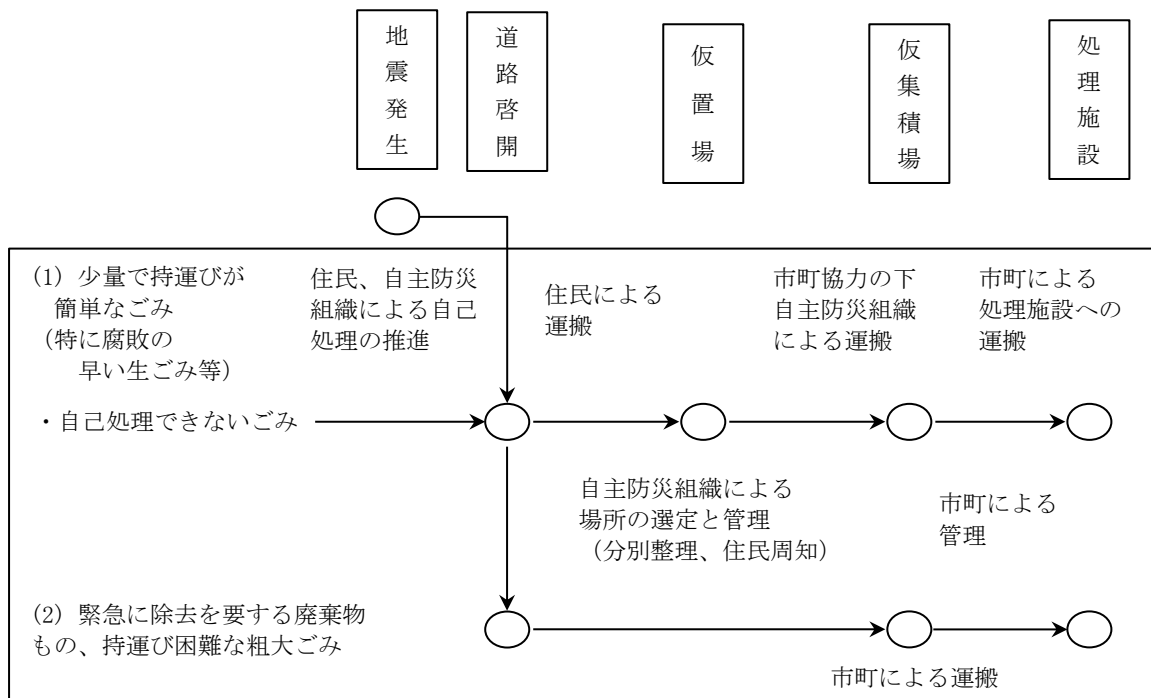 地震発生
道路啓開
仮置場
仮集積場
処理施設
(1) 少量で持運びが
簡単なごみ
（特に腐敗の
早い生ごみ等）
住民、自主防災
組織による自己
処理の推進
住民による
運搬
市町協力の下
自主防災組織
による運搬
市町による
処理施設への
運搬
・自己処理できないごみ
自主防災組織による
場所の選定と管理
（分別整理、住民周知）
市町による
管理
(2) 緊急に除去を要する廃棄物
もの、持運び困難な粗大ごみ
市町による運搬